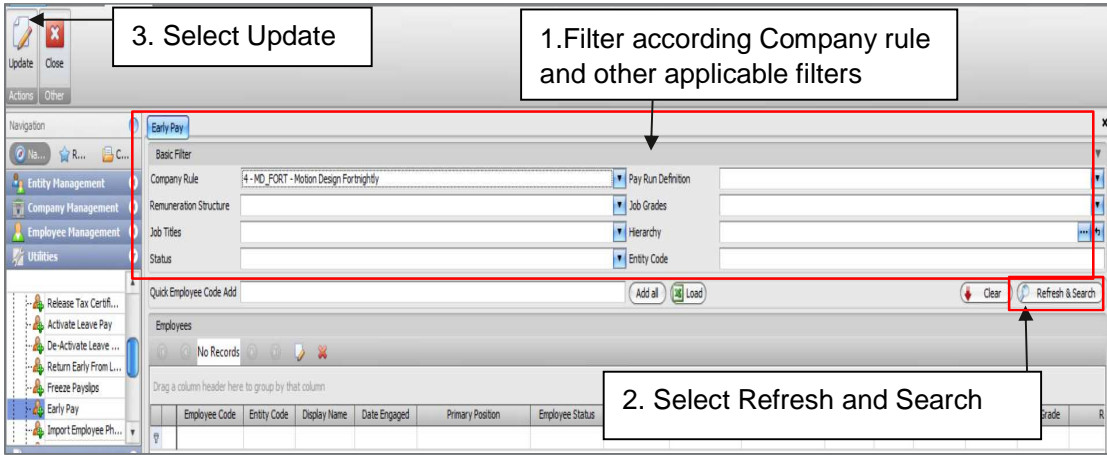 3. Select Update
1.Filter according Company rule
and other applicable filters
Update Close
Actions Other
Navigation
Na... R... C...
Entity Management
Company Management
Employee Management
Utilities
Release Tax Certifi...
Activate Leave Pay
De-Activate Leave ...
Return Early From L...
Freeze Payslips
Early Pay
Import Employee Ph...
Early Pay
x
Basic Filter
Company Rule 4 - MD_FORT - Motion Design Fortnightly Pay Run Definition
Remuneration Structure Job Grades
Job Titles Hierarchy ...
Status Entity Code
Quick Employee Code Add Add all Load Clear Refresh & Search
Employees
No Records
Drag a column header here to group by that column
2. Select Refresh and Search
Employee Code Entity Code Display Name Date Engaged Primary Position Employee Status Grade R